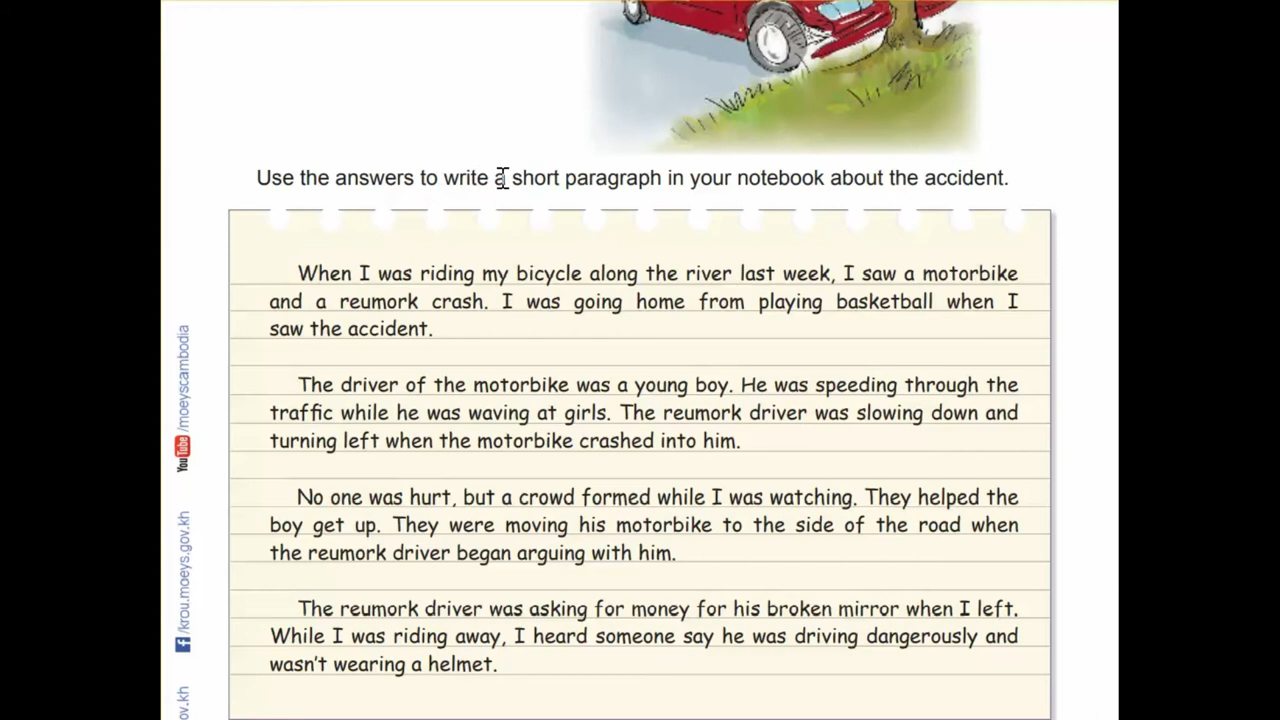 Use the answers to write a short paragraph in your notebook about the accident.
When I was riding my bicycle along the river last week, I saw a motorbike
and a reumork crash. I was going home from playing basketball when I
saw the accident.
The driver of the motorbike was a young boy. He was speeding through the
traffic while he was waving at girls. The reumork driver was slowing down and
turning left when the motorbike crashed into him.
No one was hurt, but a crowd formed while I was watching. They helped the
boy get up. They were moving his motorbike to the side of the road when
the reumork driver began arguing with him.
The reumork driver was asking for money for his broken mirror when I left.
While I was riding away, I heard someone say he was driving dangerously and
wasn't wearing a helmet.
YouTube /moeyscambodia
f /krou.moeys.gov.kh
ov.kh